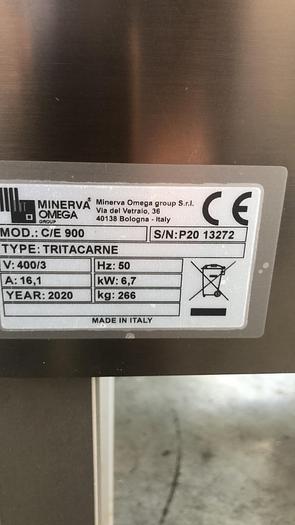 MINERVA
OMEGA
GROUP
Minerva Omega group S.r.l.
Via del Vetraio, 36
40138 Bologna - Italy
CE
MOD.: C/E 900
S/N: P20 13272
TYPE: TRITACARNE
V: 400/3
Hz: 50
A: 16,1
kW: 6,7
YEAR: 2020
kg: 266
MADE IN ITALY